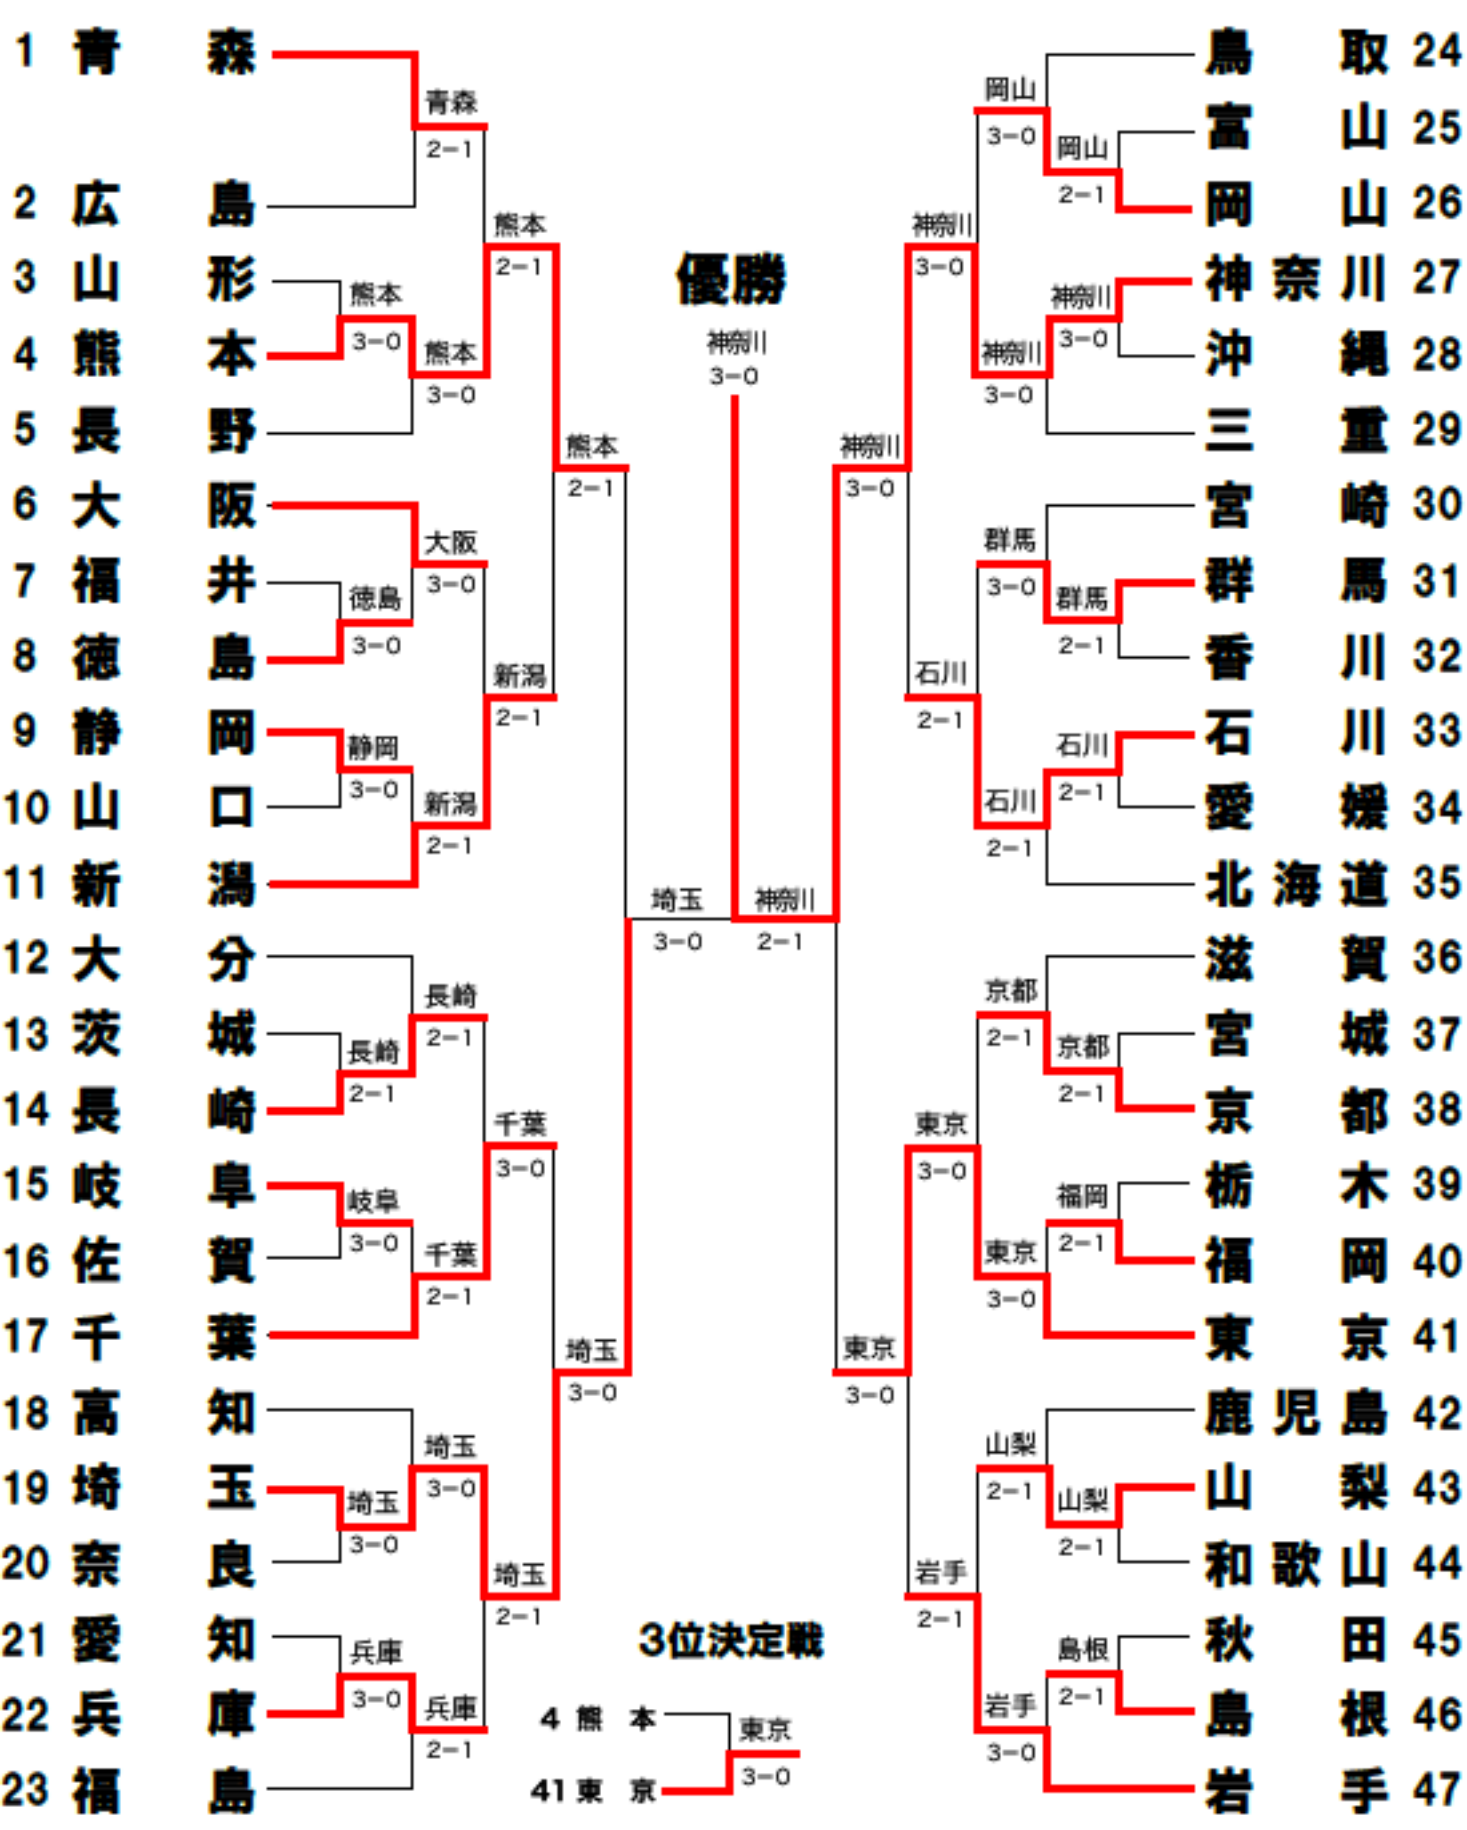 1 青森
青森
2-1
2 広島
熊本
2-1
3 山形
熊本
3-0
4 熊本
熊本
3-0
5 長野
熊本
2-1
6 大阪
大阪
3-0
7 福井
徳島
3-0
8 徳島
新潟
2-1
9 静岡
静岡
3-0
10 山口
新潟
2-1
11 新潟
埼玉
3-0
12 大分
長崎
2-1
13 茨城
長崎
2-1
14 長崎
千葉
3-0
15 岐阜
岐阜
3-0
16 佐賀
千葉
2-1
17 千葉
埼玉
3-0
18 高知
埼玉
3-0
19 埼玉
埼玉
3-0
20 奈良
埼玉
2-1
21 愛知
兵庫
3-0
22 兵庫
兵庫
2-1
23 福島
優勝
神奈川
3-0
神奈川
2-1
3位決定戦
4 熊本
東京
3-0
41 東京
鳥取 24
岡山
3-0
富山 25
岡山
2-1
岡山 26
神奈川
3-0
神奈川 27
神奈川
3-0
沖縄 28
神奈川
3-0
三重 29
神奈川
3-0
宮崎 30
群馬
3-0
群馬 31
群馬
2-1
香川 32
石川
2-1
石川 33
石川
2-1
愛媛 34
石川
2-1
北海道 35
滋賀 36
京都
2-1
宮城 37
京都
2-1
京都 38
東京
3-0
栃木 39
福岡
2-1
福岡 40
東京
3-0
東京 41
東京
3-0
鹿児島 42
山梨
2-1
山梨 43
山梨
2-1
和歌山 44
岩手
2-1
秋田 45
島根
2-1
島根 46
岩手
3-0
岩手 47